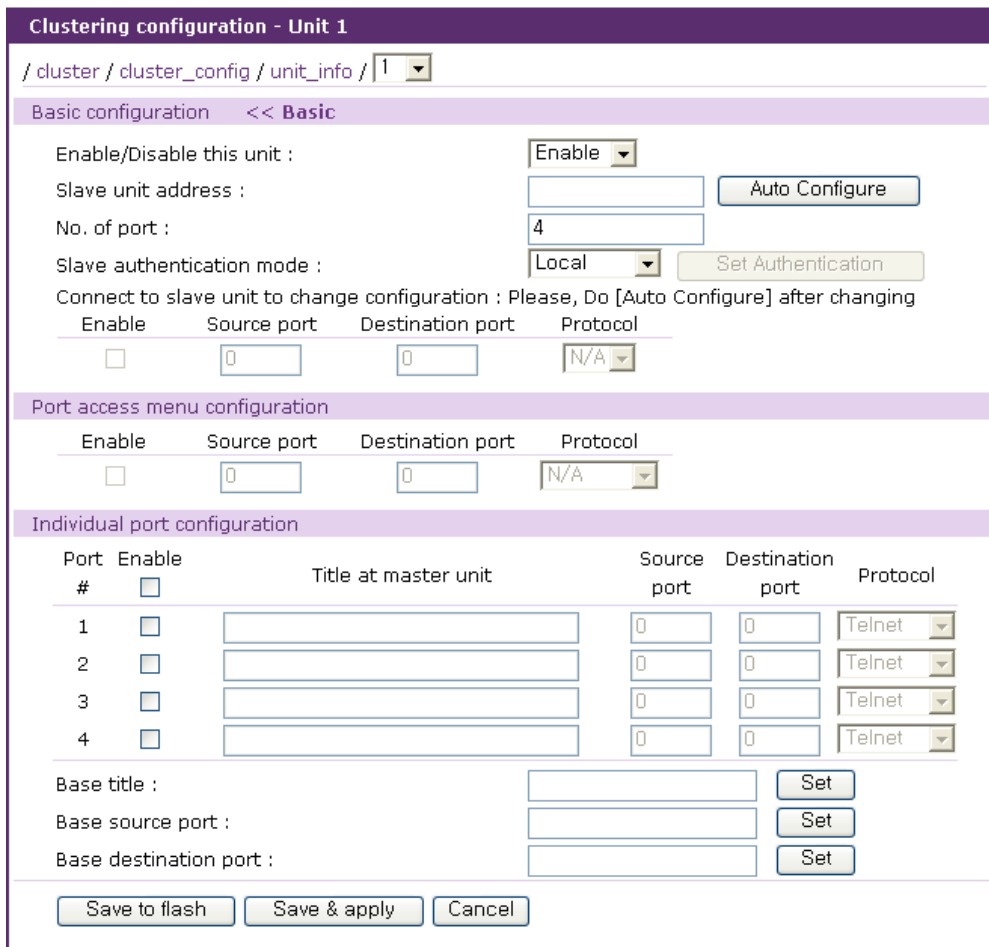 Clustering configuration - Unit 1
/ cluster / cluster_config / unit_info / 1
Basic configuration << Basic
Enable/Disable this unit : Enable
Slave unit address : Auto Configure
No. of port : 4
Slave authentication mode : Local Set Authentication
Connect to slave unit to change configuration : Please, Do [Auto Configure] after changing
Enable Source port Destination port Protocol
0 0 N/A
Port access menu configuration
Enable Source port Destination port Protocol
0 0 N/A
Individual port configuration
Port # Enable Title at master unit Source port Destination port Protocol
1 0 0 Telnet
2 0 0 Telnet
3 0 0 Telnet
4 0 0 Telnet
Base title : Set
Base source port : Set
Base destination port : Set
Save to flash Save & apply Cancel